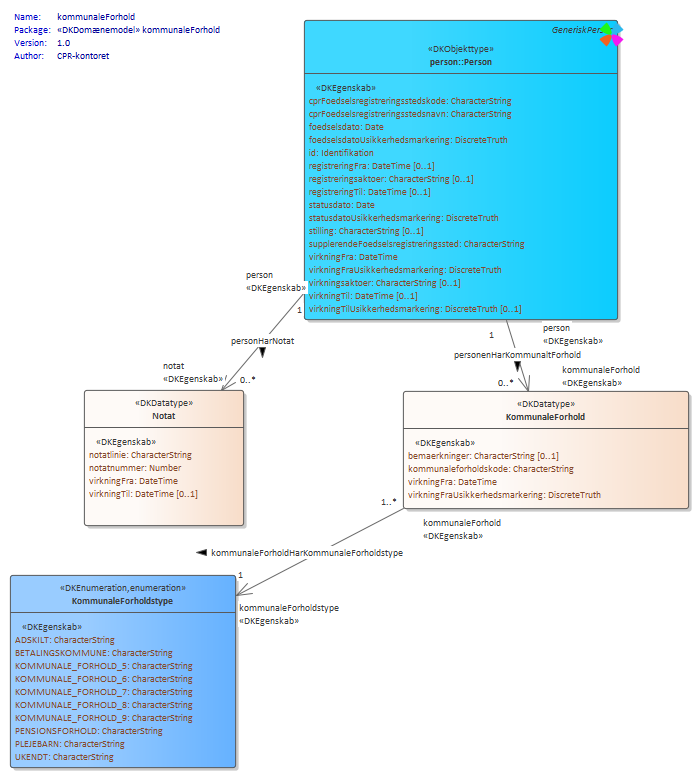 Name: kommunaleForhold
Package: «DKDomænemodel» kommunaleForhold
Version: 1.0
Author: CPR-kontoret
«DKObjekttype»
person::Person
«DKEgenskab»
cprFoedselsregistreringsstedskode: CharacterString
cprFoedselsregistreringsstedsnavn: CharacterString
foedselsdato: Date
foedselsdatoUsikkerhedsmarkering: DiscreteTruth
id: Identifikation
registreringFra: DateTime [0..1]
registreringsaktoer: CharacterString [0..1]
registreringTil: DateTime [0..1]
statusdato: Date
statusdatoUsikkerhedsmarkering: DiscreteTruth
stilling: CharacterString [0..1]
supplerendeFoedselsregistreringssted: CharacterString
virkningFra: DateTime
virkningFraUsikkerhedsmarkering: DiscreteTruth
virkningsaktoer: CharacterString [0..1]
virkningTil: DateTime [0..1]
virkningTilUsikkerhedsmarkering: DiscreteTruth [0..1]
person
«DKEgenskab»
1
personHarNotat
notat
«DKEgenskab»
0..*
1
person
«DKEgenskab»
personenHarKommunaltForhold
kommunaleForhold
«DKEgenskab»
0..*
«DKDatatype»
Notat
«DKEgenskab»
notatlinie: CharacterString
notatnummer: Number
virkningFra: DateTime
virkningTil: DateTime [0..1]
«DKDatatype»
KommunaleForhold
«DKEgenskab»
bemaerkninger: CharacterString [0..1]
kommunaleforholdskode: CharacterString
virkningFra: DateTime
virkningFraUsikkerhedsmarkering: DiscreteTruth
1..*
kommunaleForhold
«DKEgenskab»
kommunaleForholdHarKommunaleForholdstype
1
kommunaleForholdstype
«DKEgenskab»
«DKEnumeration,enumeration»
KommunaleForholdstype
«DKEgenskab»
ADSKILT: CharacterString
BETALINGSKOMMUNE: CharacterString
KOMMUNALE_FORHOLD_5: CharacterString
KOMMUNALE_FORHOLD_6: CharacterString
KOMMUNALE_FORHOLD_7: CharacterString
KOMMUNALE_FORHOLD_8: CharacterString
KOMMUNALE_FORHOLD_9: CharacterString
PENSIONSFORHOLD: CharacterString
PLEJEBARN: CharacterString
UKENDT: CharacterString